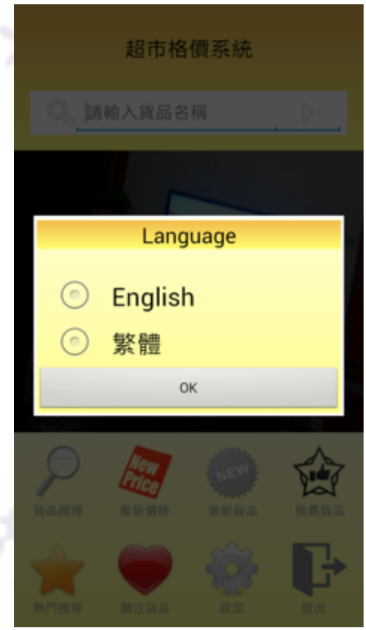 超市格價系統
請輸入貨品名稱
Language
English
繁體
OK
New Price
NEW
貨品搜尋 最新價格 最新貨品 推薦貨品
熱門搜尋 關注貨品 設定 登出